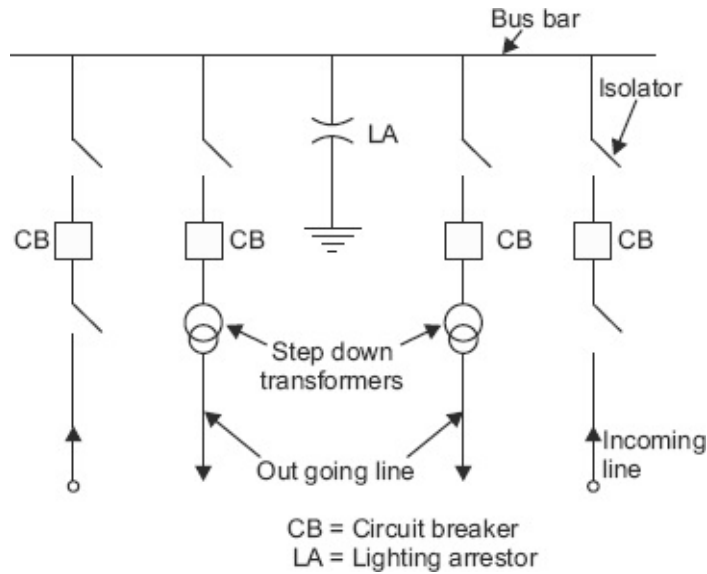 Bus bar
Isolator
LA
CB
CB
CB
CB
Step down
transformers
Out going line
Incoming
line
CB = Circuit breaker
LA = Lighting arrestor